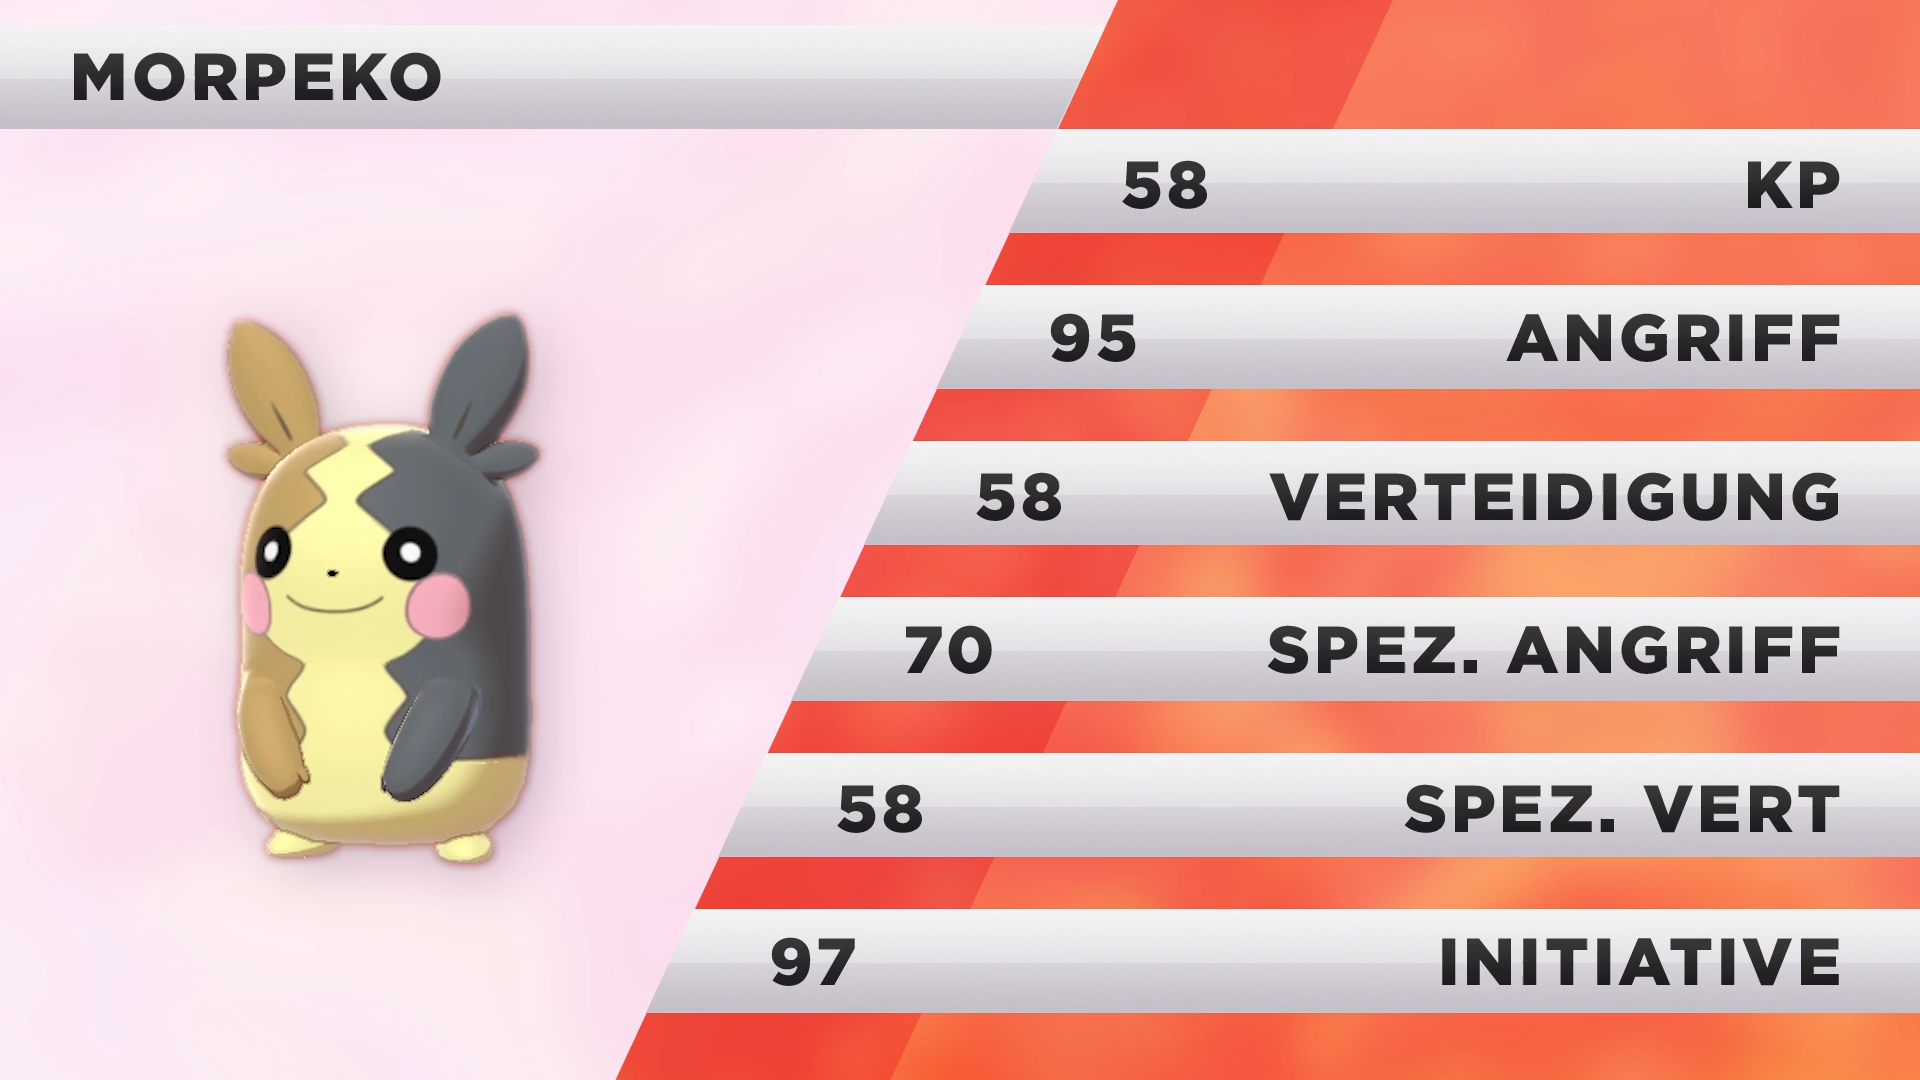 MORPEKO
58 KP
95 ANGRIFF
58 VERTEIDIGUNG
70 SPEZ. ANGRIFF
58 SPEZ. VERT
97 INITIATIVE